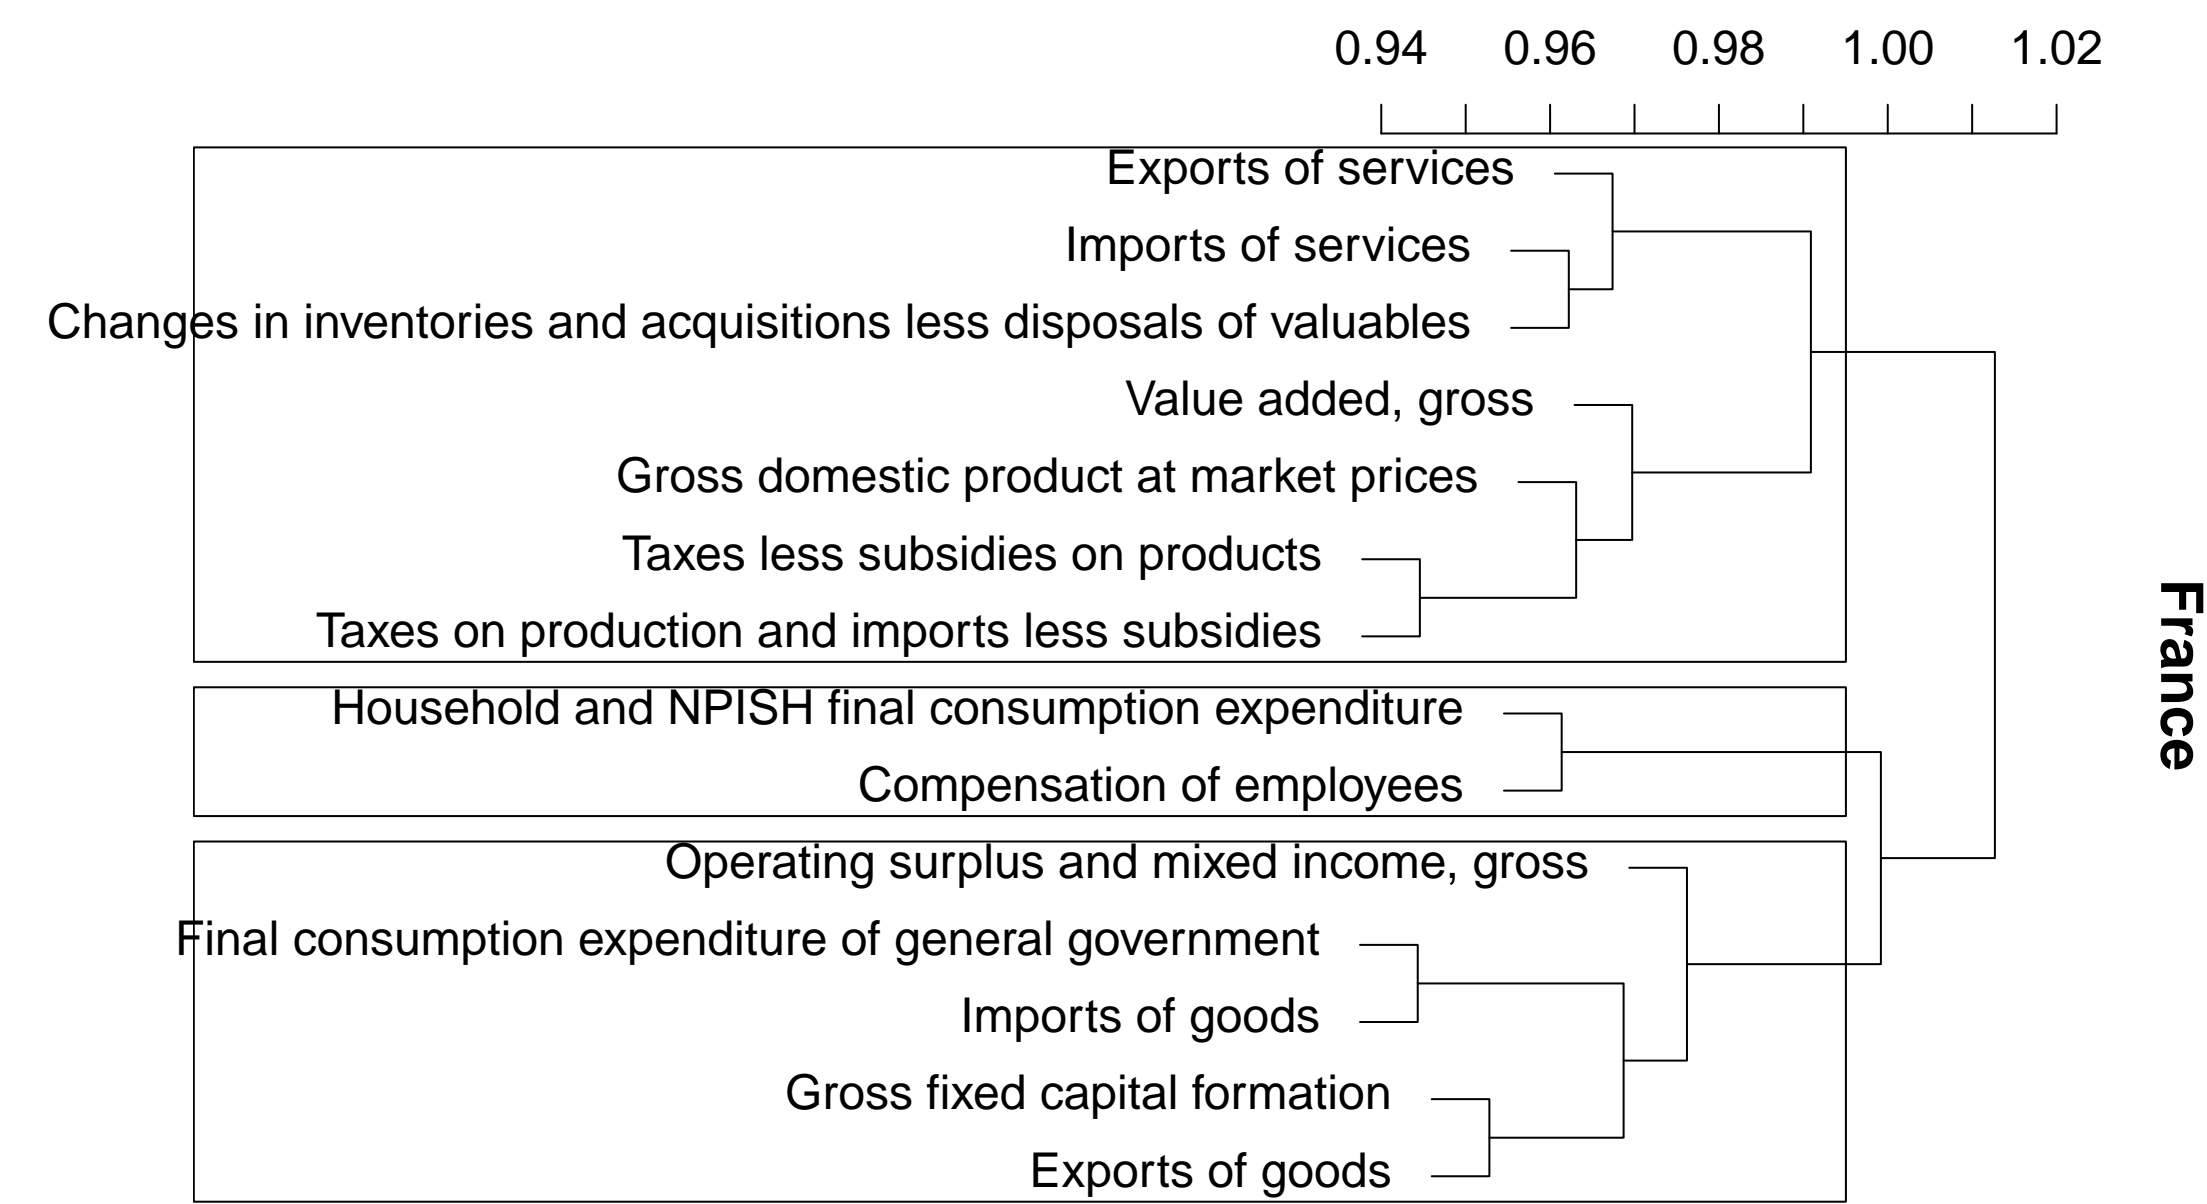 0.94 0.96 0.98 1.00 1.02
Exports of services
Imports of services
Changes in inventories and acquisitions less disposals of valuables
Value added, gross
Gross domestic product at market prices
Taxes less subsidies on products
Taxes on production and imports less subsidies
Household and NPISH final consumption expenditure
Compensation of employees
Operating surplus and mixed income, gross
Final consumption expenditure of general government
Imports of goods
Gross fixed capital formation
Exports of goods
France